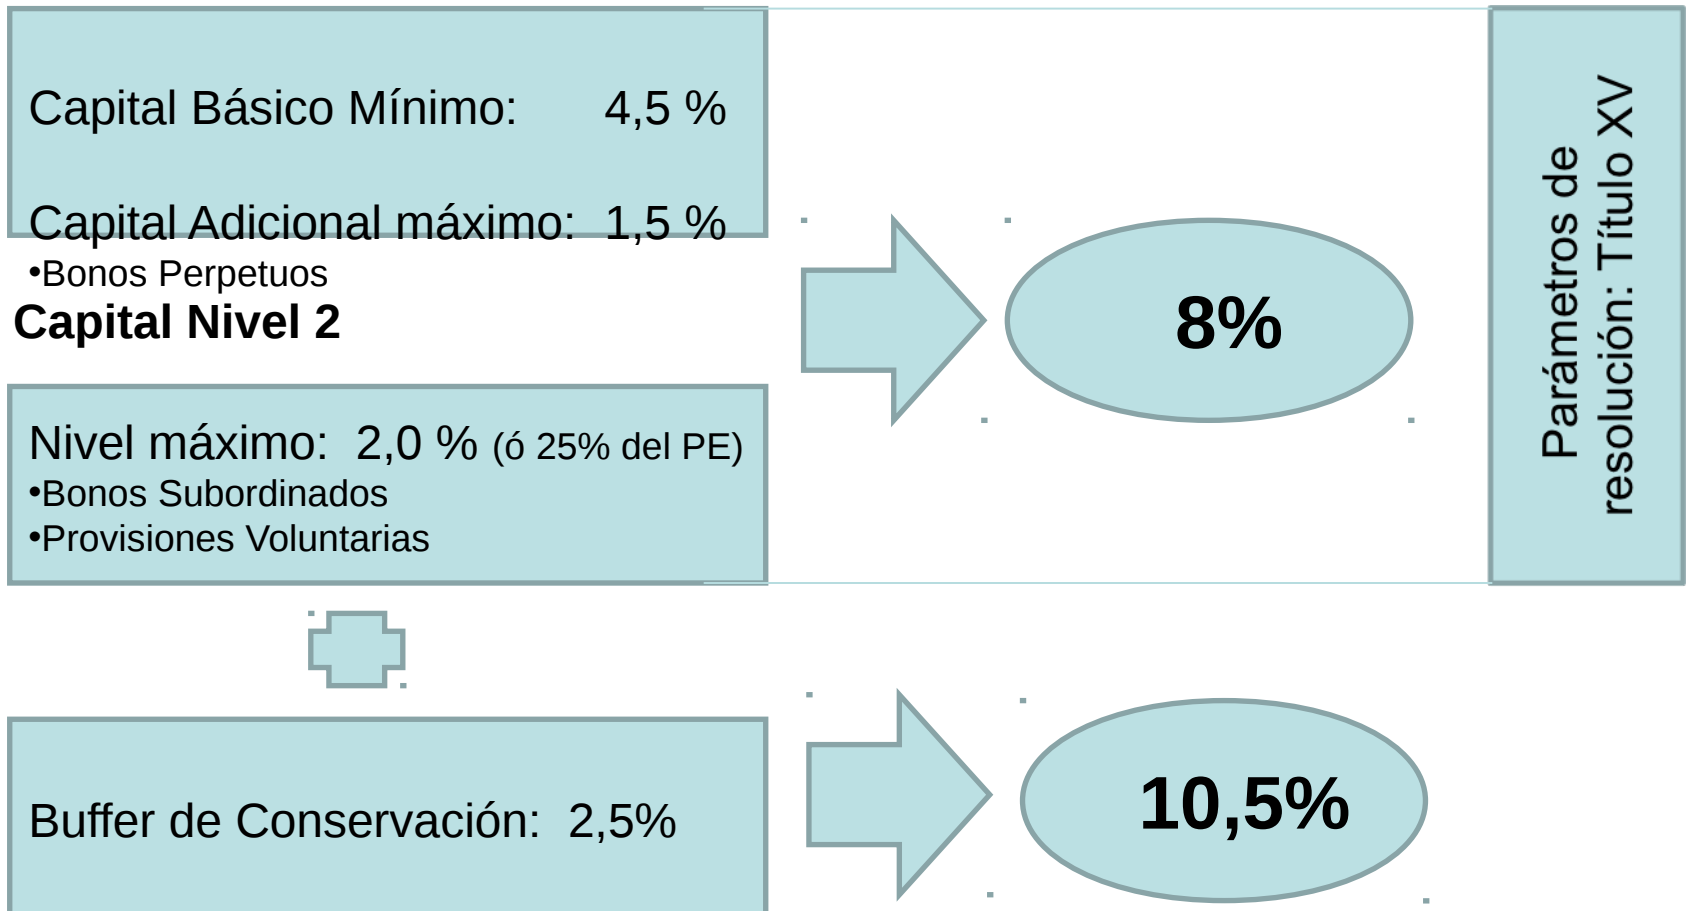 Capital Básico Mínimo: 4,5 %
Capital Adicional máximo: 1,5 %
•Bonos Perpetuos
Capital Nivel 2
Nivel máximo: 2,0 % (ó 25% del PE)
•Bonos Subordinados
•Provisiones Voluntarias
8%
Parámetros de
resolución: Título XV
Buffer de Conservación: 2,5%
10,5%